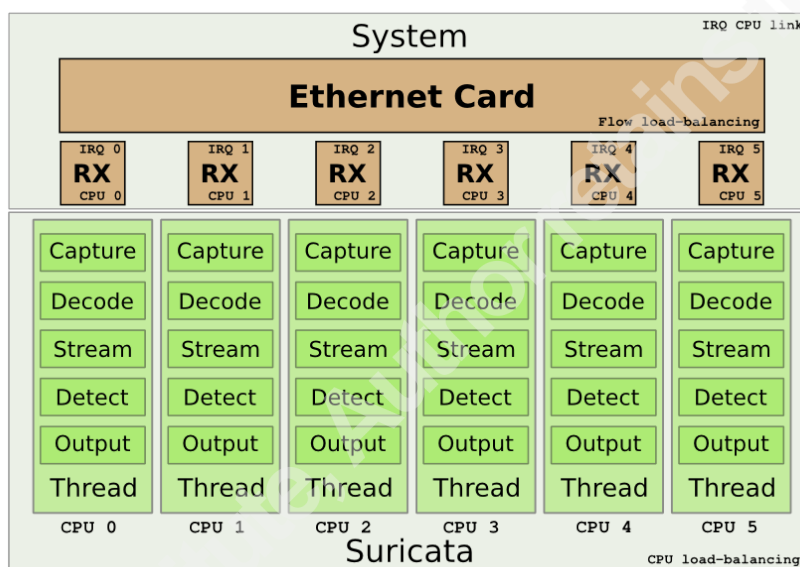 IRQ CPU link
System
Ethernet Card
Flow load-balancing
IRQ 0 IRQ 1 IRQ 2 IRQ 3 IRQ 4 IRQ 5
RX RX RX RX RX RX
CPU 0 CPU 1 CPU 2 CPU 3 CPU 4 CPU 5
Capture Capture Capture Capture Capture Capture
Decode Decode Decode Decode Decode Decode
Stream Stream Stream Stream Stream Stream
Detect Detect Detect Detect Detect Detect
Output Output Output Output Output Output
Thread Thread Thread Thread Thread Thread
CPU 0 CPU 1 CPU 2 CPU 3 CPU 4 CPU 5
Suricata
CPU load-balancing
Author retains